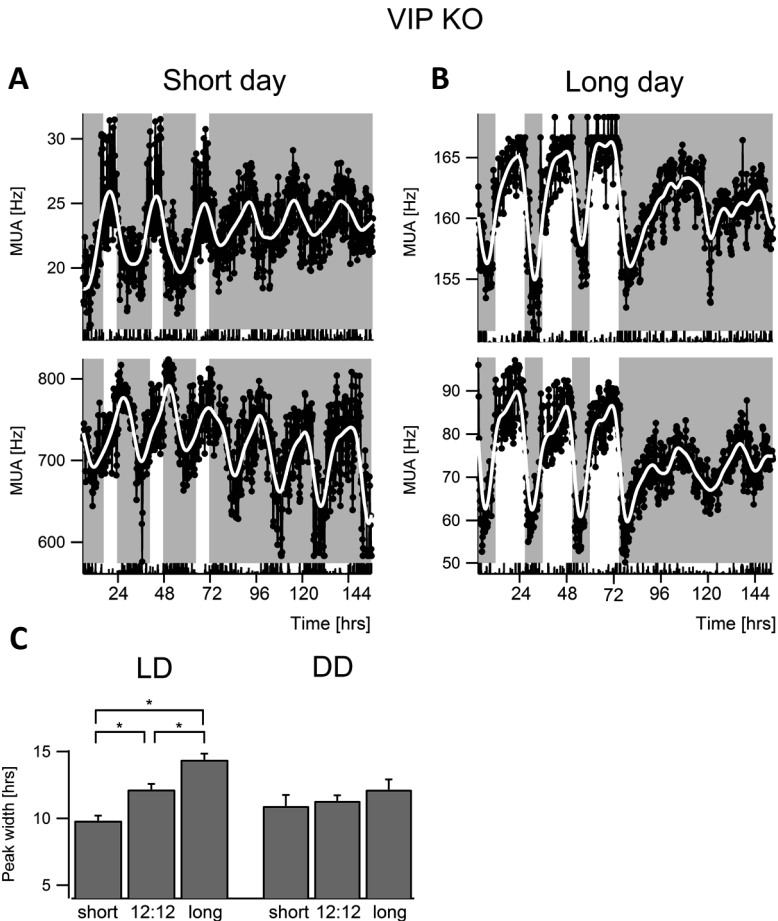 VIP KO
A Short day
30
25
20
MUA [Hz]
800
700
600
MUA [Hz]
24 48 72 96 120 144
Time [hrs]
B Long day
165
160
155
MUA [Hz]
90
80
70
60
50
MUA [Hz]
24 48 72 96 120 144
Time [hrs]
C
LD DD
*
* *
15
10
5
Peak width [hrs]
short 12:12 long short 12:12 long